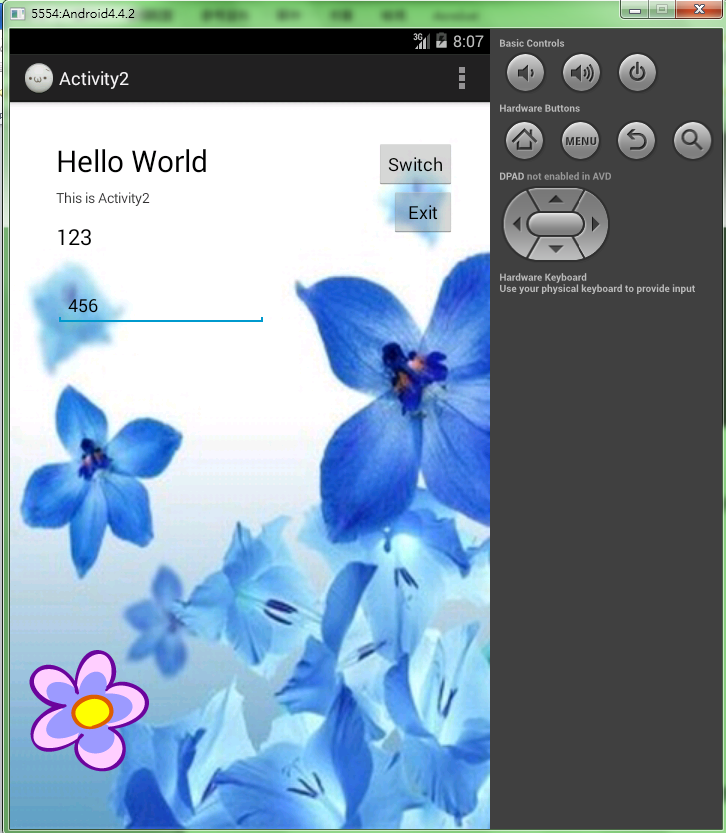 5554:Android4.4.2
3G 8:07
•ω• Activity2
Hello World
Switch
This is Activity2
Exit
123
456
Basic Controls
Hardware Buttons
MENU
DPAD not enabled in AVD
Hardware Keyboard
Use your physical keyboard to provide input